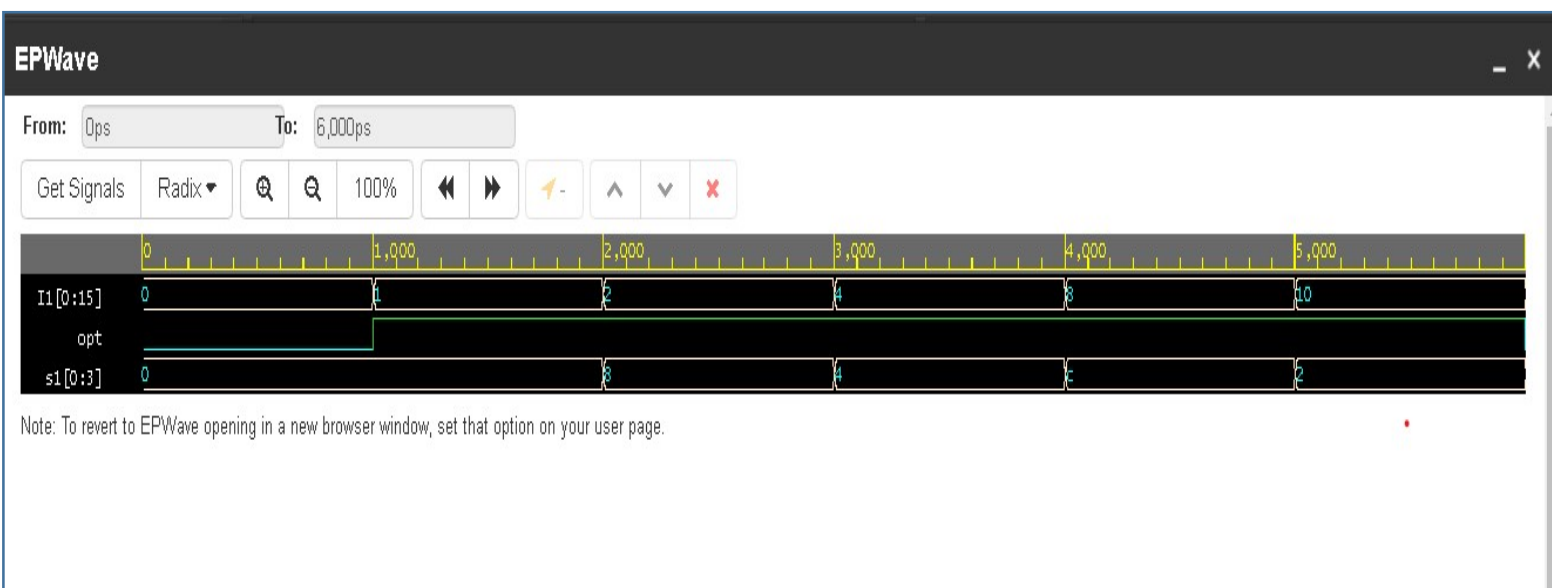 EPWave
From: 0ps To: 6,000ps
Get Signals Radix 100% -
0 1,000 2,000 3,000 4,000 5,000
I1[0:15] 0 1 2 4 8 10
opt
s1[0:3] 0 8 4 c 2
Note: To revert to EPWave opening in a new browser window, set that option on your user page.